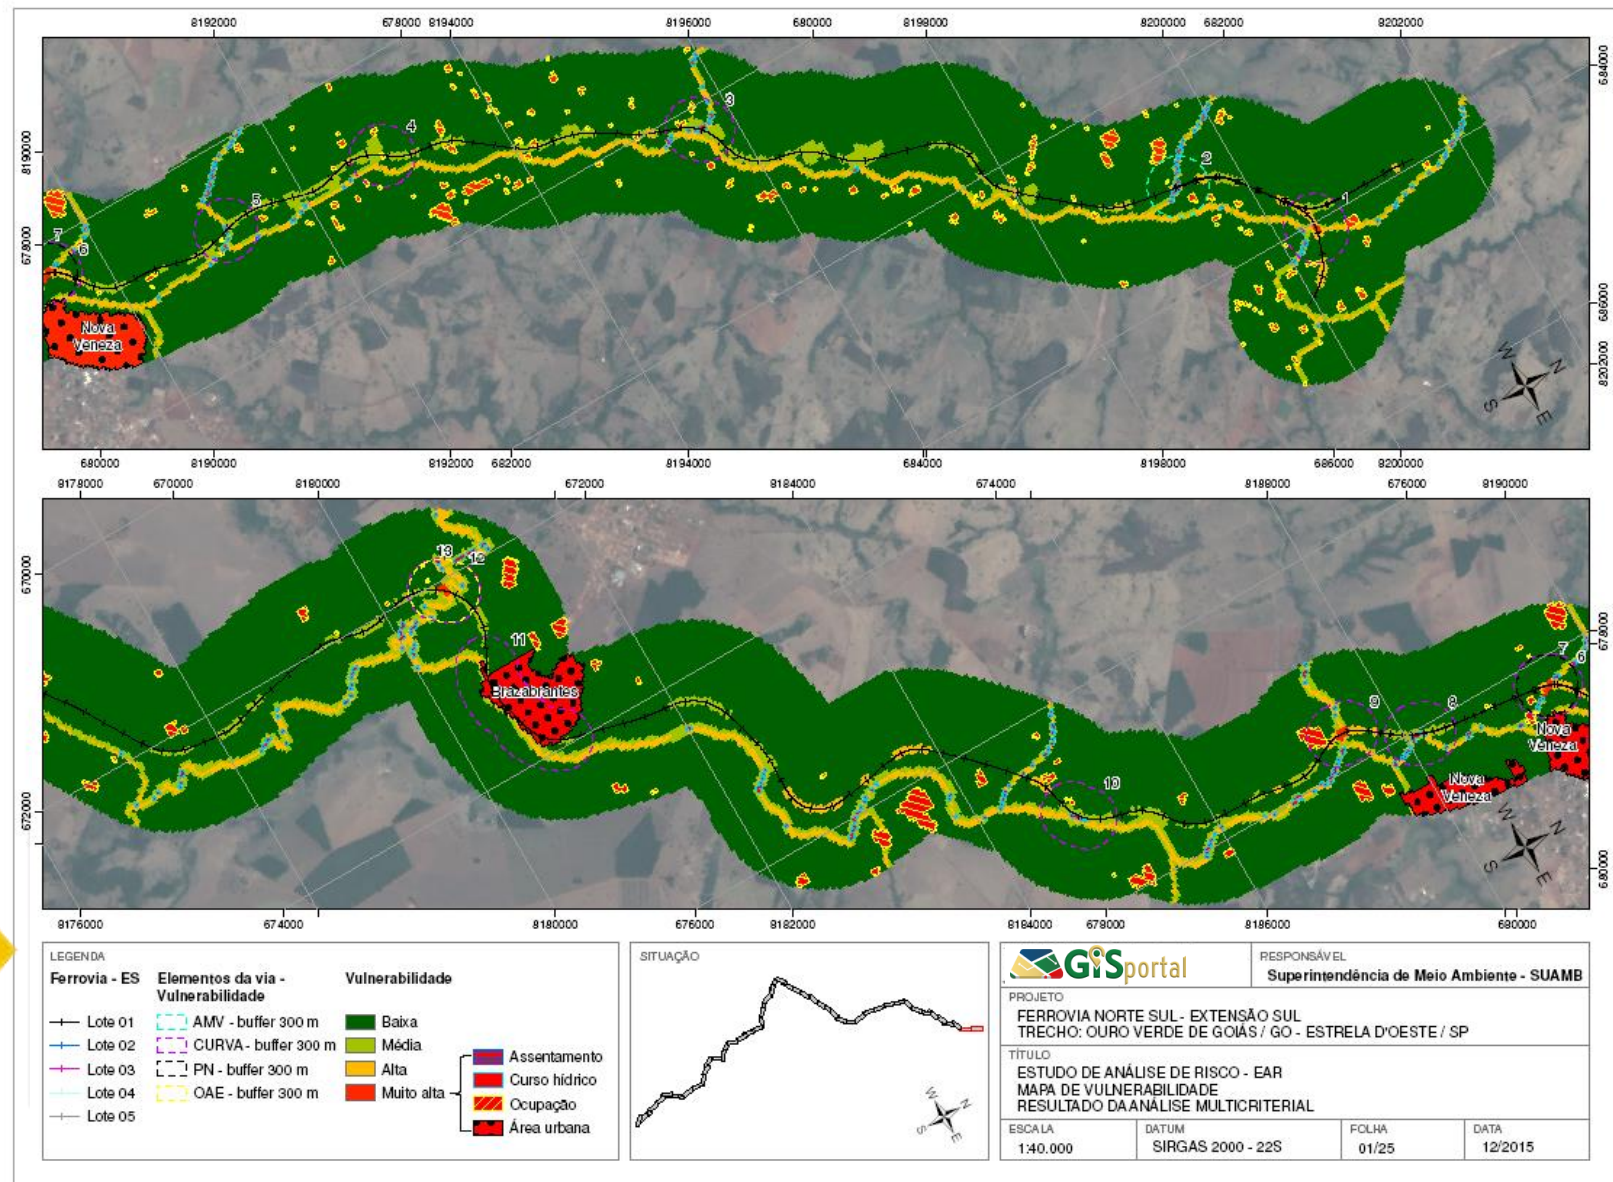 8192000 678000 8194000 8196000 680000 8198000 8200000 682000 8202000
684000
8190000
678000
686000
8202000
3
4
2
5
1
7
6
Nova
Veneza
W
N
S
E
680000 8190000 8192000 682000 8194000 684000 8198000 686000 8200000
8178000 670000 8180000 672000 8184000 674000 8188000 676000 8190000
670000
672000
678000
680000
13
12
11
Brazabrantes
10
9
8
7
6
Nova
Veneza
Nova
Veneza
W
N
S
E
8176000 674000 8180000 676000 8182000 8184000 678000 8186000 680000
LEGENDA
Ferrovia - ES
Lote 01
Lote 02
Lote 03
Lote 04
Lote 05
Elementos da via -
Vulnerabilidade
AMV - buffer 300 m
CURVA - buffer 300 m
PN - buffer 300 m
OAE - buffer 300 m
Vulnerabilidade
Baixa
Média
Alta
Muito alta
Assentamento
Curso hídrico
Ocupação
Área urbana
SITUAÇÃO
W
N
S
E
GiSportal
RESPONSÁVEL
Superintendência de Meio Ambiente - SUAMB
PROJETO
FERROVIA NORTE SUL - EXTENSÃO SUL
TRECHO: OURO VERDE DE GOIÁS / GO - ESTRELA D'OESTE / SP
TÍTULO
ESTUDO DE ANÁLISE DE RISCO - EAR
MAPA DE VULNERABILIDADE
RESULTADO DA ANÁLISE MULTICRITERIAL
ESCALA
1:40.000
DATUM
SIRGAS 2000 - 22S
FOLHA
01/25
DATA
12/2015